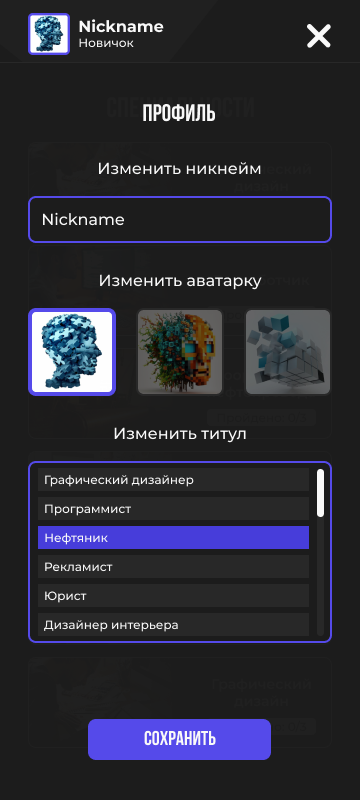 Nickname
Новичок
ПРОФИЛЬ
Изменить никнейм
Nickname
Изменить аватарку
Изменить титул
Графический дизайнер
Программист
Нефтяник
Рекламист
Юрист
Дизайнер интерьера
СОХРАНИТЬ